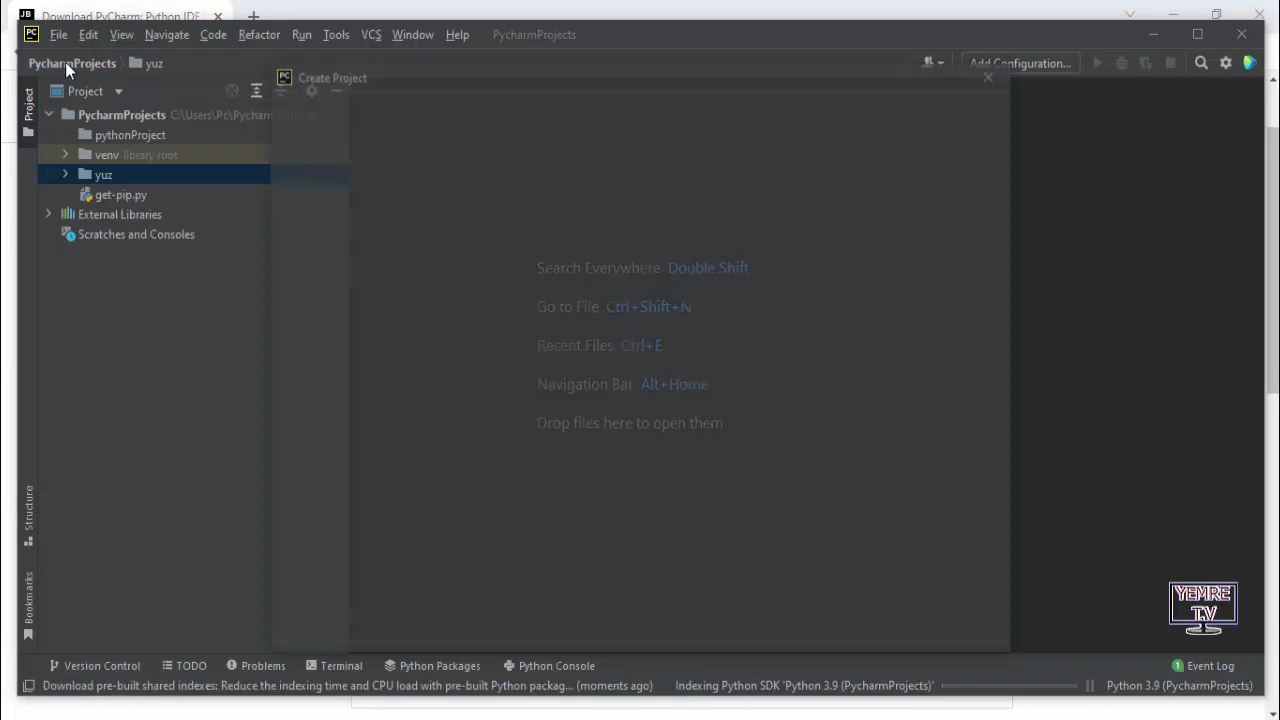 Download PyCharm: Python IDE
File Edit View Navigate Code Refactor Run Tools VCS Window Help PycharmProjects
PycharmProjects yuz Add Configuration...
Create Project
Project
Project
PycharmProjects C:\Users\Pc\PycharmProjects
pythonProject
venv library root
yuz
get-pip.py
External Libraries
Scratches and Consoles
Search Everywhere Double Shift
Go to File Ctrl+Shift+N
Recent Files Ctrl+E
Navigation Bar Alt+Home
Drop files here to open them
Structure
Bookmarks
YEMRE
T.V
Version Control TODO Problems Terminal Python Packages Python Console 1 Event Log
Download pre-built shared indexes: Reduce the indexing time and CPU load with pre-built Python packag... (moments ago) Indexing Python SDK 'Python 3.9 (PycharmProjects)' Python 3.9 (PycharmProjects)